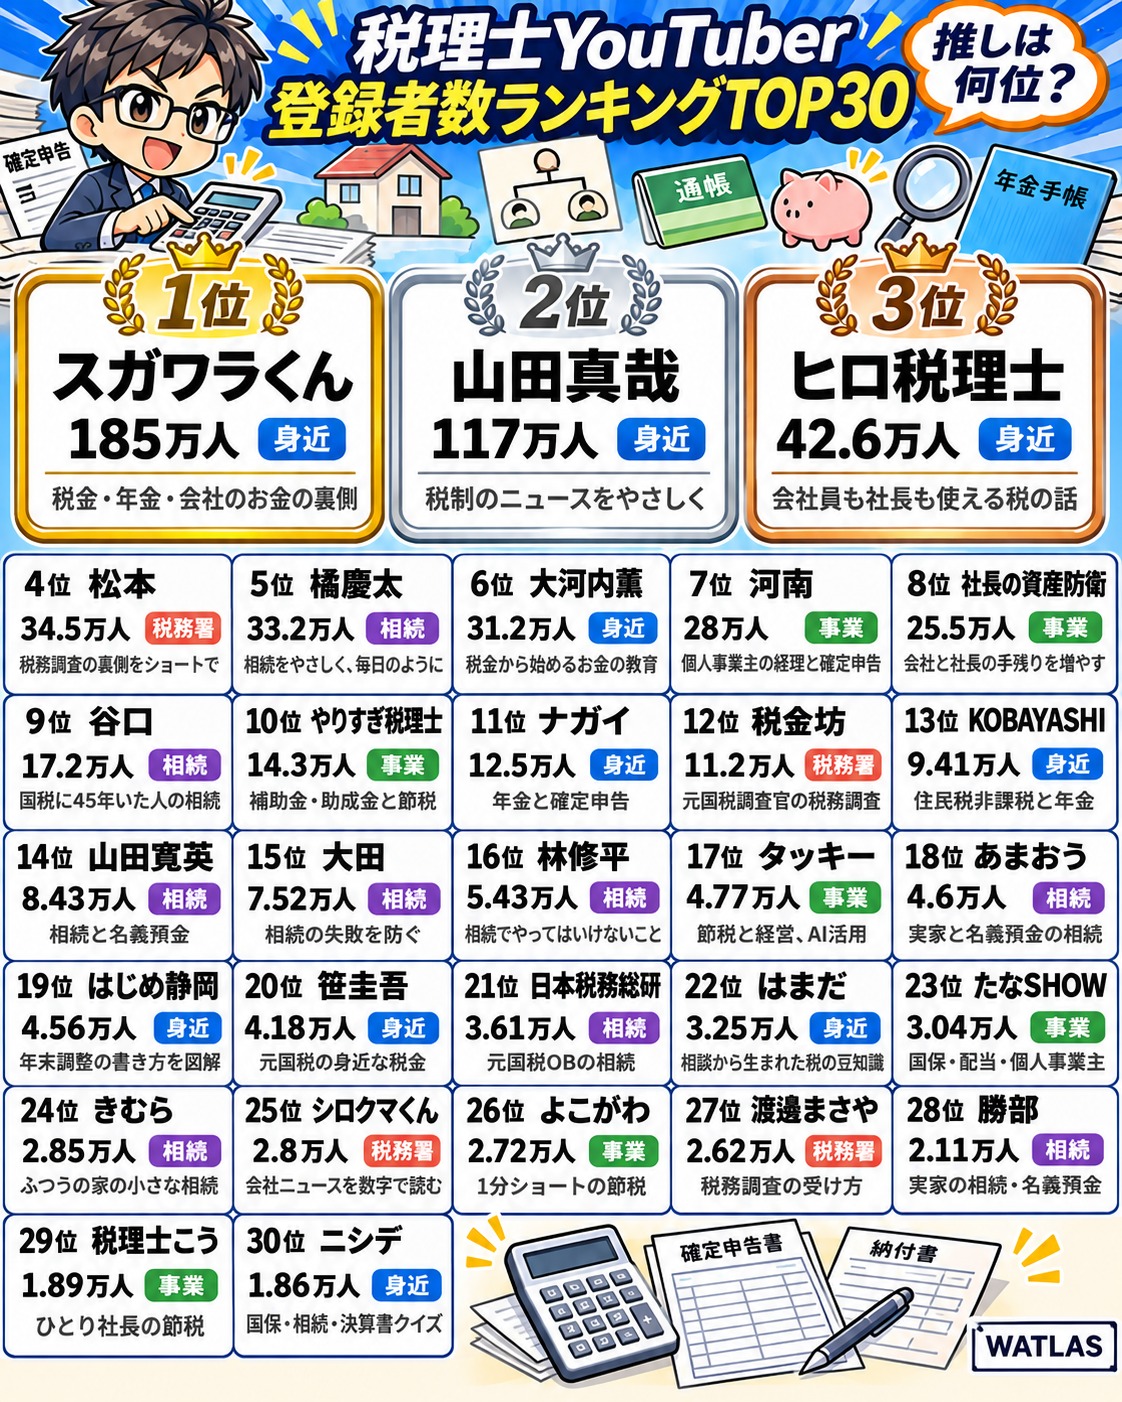 税理士YouTuber
登録者数ランキングTOP30
推しは
何位?
確定申告
通帳
年金手帳
1位
スガワラくん
185万人 身近
税金・年金・会社のお金の裏側
2位
山田真哉
117万人 身近
税制のニュースをやさしく
3位
ヒロ税理士
42.6万人 身近
会社員も社長も使える税の話
4位 松本
34.5万人 税務署
税務調査の裏側をショートで
5位 橘慶太
33.2万人 相続
相続をやさしく、毎日のように
6位 大河内薫
31.2万人 身近
税金から始めるお金の教育
7位 河南
28万人 事業
個人事業主の経理と確定申告
8位 社長の資産防衛
25.5万人 事業
会社と社長の手残りを増やす
9位 谷口
17.2万人 相続
国税に45年いた人の相続
10位 やりすぎ税理士
14.3万人 事業
補助金・助成金と節税
11位 ナガイ
12.5万人 身近
年金と確定申告
12位 税金坊
11.2万人 税務署
元国税調査官の税務調査
13位 KOBAYASHI
9.41万人 身近
住民税非課税と年金
14位 山田寛英
8.43万人 相続
相続と名義預金
15位 大田
7.52万人 相続
相続の失敗を防ぐ
16位 林修平
5.43万人 相続
相続でやってはいけないこと
17位 タッキー
4.77万人 事業
節税と経営、AI活用
18位 あまおう
4.6万人 相続
実家と名義預金の相続
19位 はじめ静岡
4.56万人 身近
年末調整の書き方を図解
20位 笹圭吾
4.18万人 身近
元国税の身近な税金
21位 日本税務総研
3.61万人 相続
元国税OBの相続
22位 はまだ
3.25万人 身近
相談から生まれた税の豆知識
23位 たなSHOW
3.04万人 事業
国保・配当・個人事業主
24位 きむら
2.85万人 相続
ふつうの家の小さな相続
25位 シロクマくん
2.8万人 税務署
会社ニュースを数字で読む
26位 よこがわ
2.72万人 事業
1分ショートの節税
27位 渡邊まさや
2.62万人 税務署
税務調査の受け方
28位 勝部
2.11万人 相続
実家の相続・名義預金
29位 税理士こう
1.89万人 事業
ひとり社長の節税
30位 ニシデ
1.86万人 身近
国保・相続・決算書クイズ
確定申告書
納付書
WATLAS